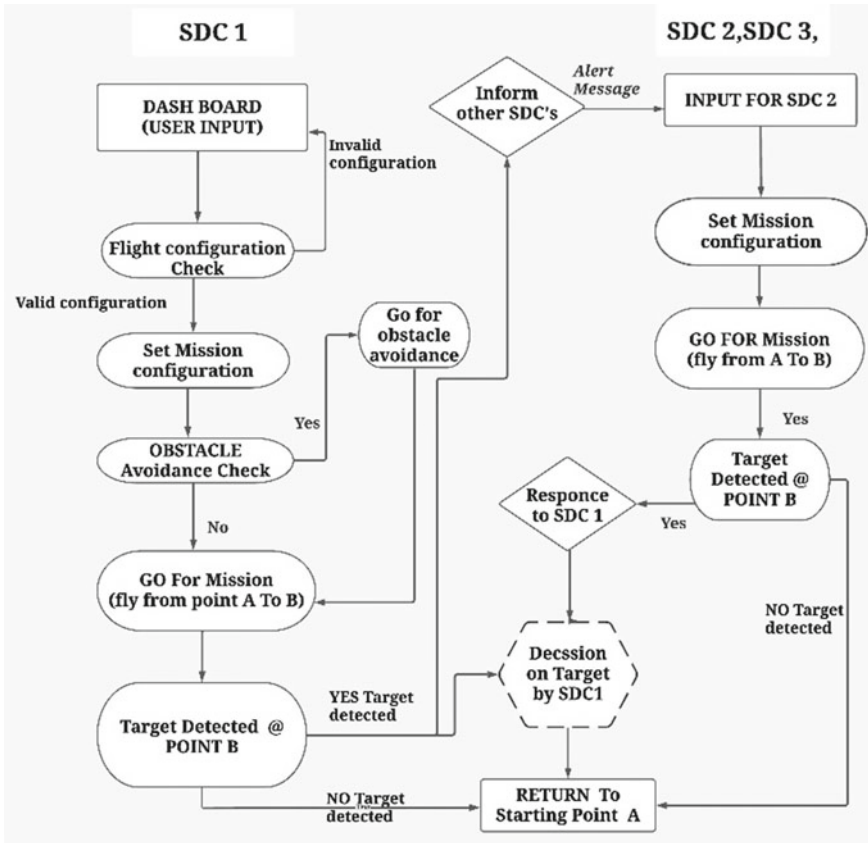 SDC 1
SDC 2,SDC 3,
DASH BOARD
(USER INPUT)
Invalid
configuration
Flight configuration
Check
Valid configuration
Set Mission
configuration
Go for
obstacle
avoidance
Yes
OBSTACLE
Avoidance Check
No
GO For Mission
(fly from point A To B)
Target Detected @
POINT B
YES Target
detected
NO Target
detected
Inform
other SDC's
Alert
Message
INPUT FOR SDC 2
Set Mission
configuration
GO FOR Mission
(fly from A To B)
Yes
Target
Detected @
POINT B
Yes
Responce
to SDC 1
NO Target
detected
Decssion
on Target
by SDC1
RETURN To
Starting Point A